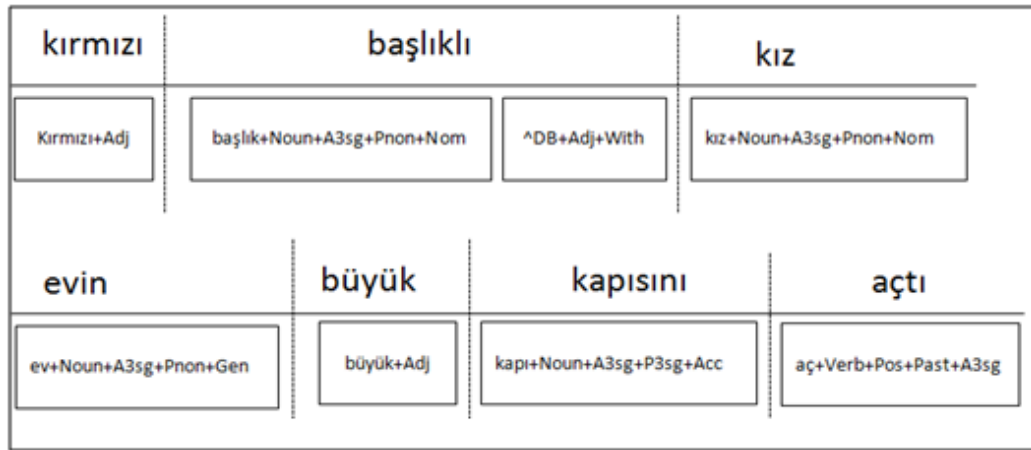 kırmızı başlıklı kız
Kırmızı+Adj başlık+Noun+A3sg+Pnon+Nom ^DB+Adj+With kız+Noun+A3sg+Pnon+Nom
evin büyük kapısını açtı
ev+Noun+A3sg+Pnon+Gen büyük+Adj kapı+Noun+A3sg+P3sg+Acc aç+Verb+Pos+Past+A3sg